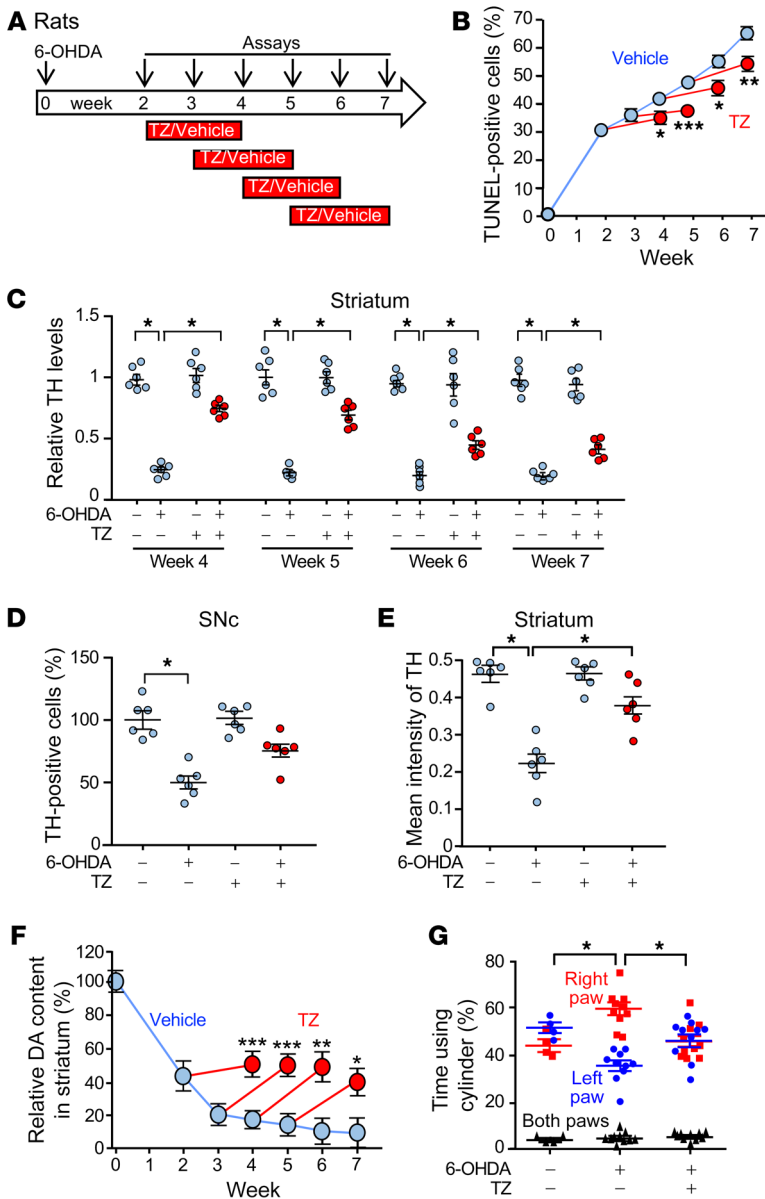 A Rats
6-OHDA Assays
0 week 2 3 4 5 6 7
TZ/Vehicle
TZ/Vehicle
TZ/Vehicle
TZ/Vehicle
B
TUNEL-positive cells (%)
70
60
50
40
30
20
10
0
Vehicle
TZ
* *** * **
0 1 2 3 4 5 6 7
Week
C Striatum
Relative TH levels
1.5
1
0.5
0
* * * * * * * *
6-OHDA – + – + – + – + – + – + – + – +
TZ – – + + – – + + – – + + – – + +
Week 4 Week 5 Week 6 Week 7
D SNc
TH-positive cells (%)
150
100
50
0
*
6-OHDA – + – +
TZ – – + +
E Striatum
Mean intensity of TH
0.5
0.4
0.3
0.2
0.1
0
* *
6-OHDA – + – +
TZ – – + +
F
Relative DA content
in striatum (%)
120
100
80
60
40
20
0
Vehicle TZ
*** *** ** *
0 1 2 3 4 5 6 7
Week
G
Time using
cylinder (%)
80
60
40
20
0
* *
Right
paw
Left
paw
Both paws
6-OHDA – + +
TZ – – +